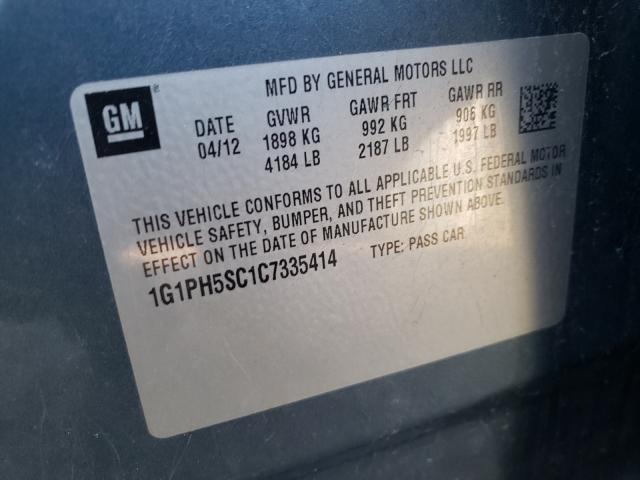 GM
MFD BY GENERAL MOTORS LLC
DATE GVWR GAWR FRT GAWR RR
04/12 1898 KG 992 KG 906 KG
4184 LB 2187 LB 1997 LB
THIS VEHICLE CONFORMS TO ALL APPLICABLE U.S. FEDERAL MOTOR
VEHICLE SAFETY, BUMPER, AND THEFT PREVENTION STANDARDS IN
EFFECT ON THE DATE OF MANUFACTURE SHOWN ABOVE.
1G1PH5SC1C7335414 TYPE: PASS CAR